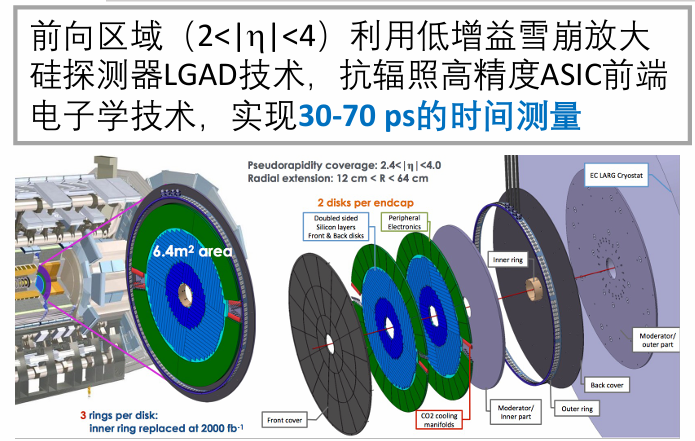 前向区域（2<|η|<4）利用低增益雪崩放大
硅探测器LGAD技术，抗辐照高精度ASIC前端
电子学技术，实现30-70 ps的时间测量
Pseudorapidity coverage: 2.4<|η|<4.0
Radial extension: 12 cm < R < 64 cm
2 disks per endcap
EC LARG Cryostat
Doubled sided
Silicon layers
Front & Back disks
Peripheral
Electronics
6.4m² area
Inner ring
Moderator/
outer part
Back cover
3 rings per disk:
inner ring replaced at 2000 fb⁻¹
Front cover
CO2 cooling
manifolds
Moderator/
Inner part
Outer ring